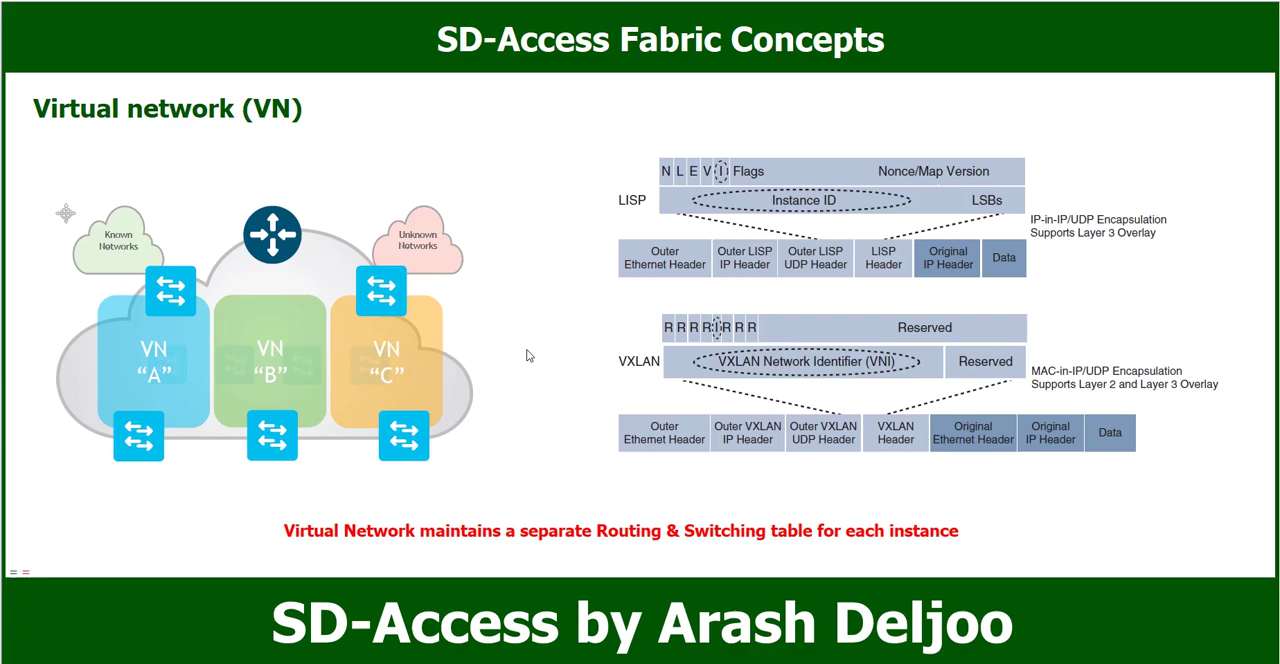 SD-Access Fabric Concepts
Virtual network (VN)
Known
Networks
Unknown
Networks
VN
“A”
VN
“B”
VN
“C”
N L E V I Flags
Nonce/Map Version
LISP
Instance ID
LSBs
IP-in-IP/UDP Encapsulation
Supports Layer 3 Overlay
Outer
Ethernet Header
Outer LISP
IP Header
Outer LISP
UDP Header
LISP
Header
Original
IP Header
Data
R R R R I R R R
Reserved
VXLAN
VXLAN Network Identifier (VNI)
Reserved
MAC-in-IP/UDP Encapsulation
Supports Layer 2 and Layer 3 Overlay
Outer
Ethernet Header
Outer VXLAN
IP Header
Outer VXLAN
UDP Header
VXLAN
Header
Original
Ethernet Header
Original
IP Header
Data
Virtual Network maintains a separate Routing & Switching table for each instance
SD-Access by Arash Deljoo